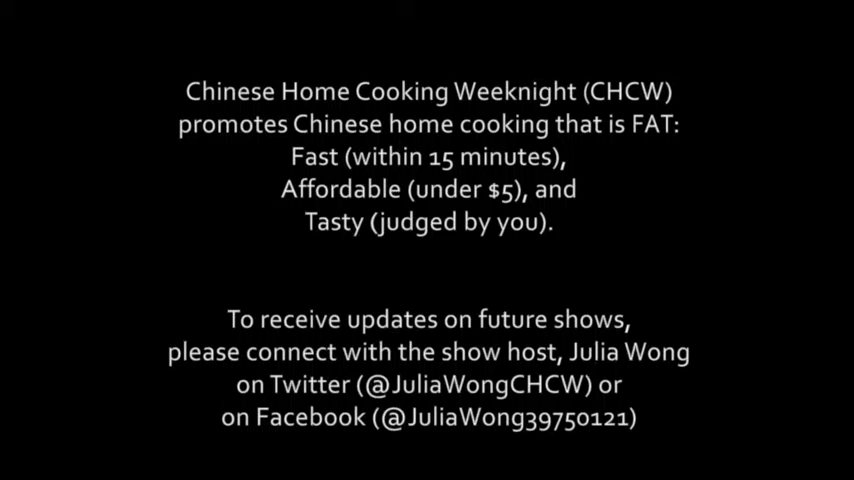 Chinese Home Cooking Weeknight (CHCW)
promotes Chinese home cooking that is FAT:
Fast (within 15 minutes),
Affordable (under $5), and
Tasty (judged by you).
To receive updates on future shows,
please connect with the show host, Julia Wong
on Twitter (@JuliaWongCHCW) or
on Facebook (@JuliaWong39750121)